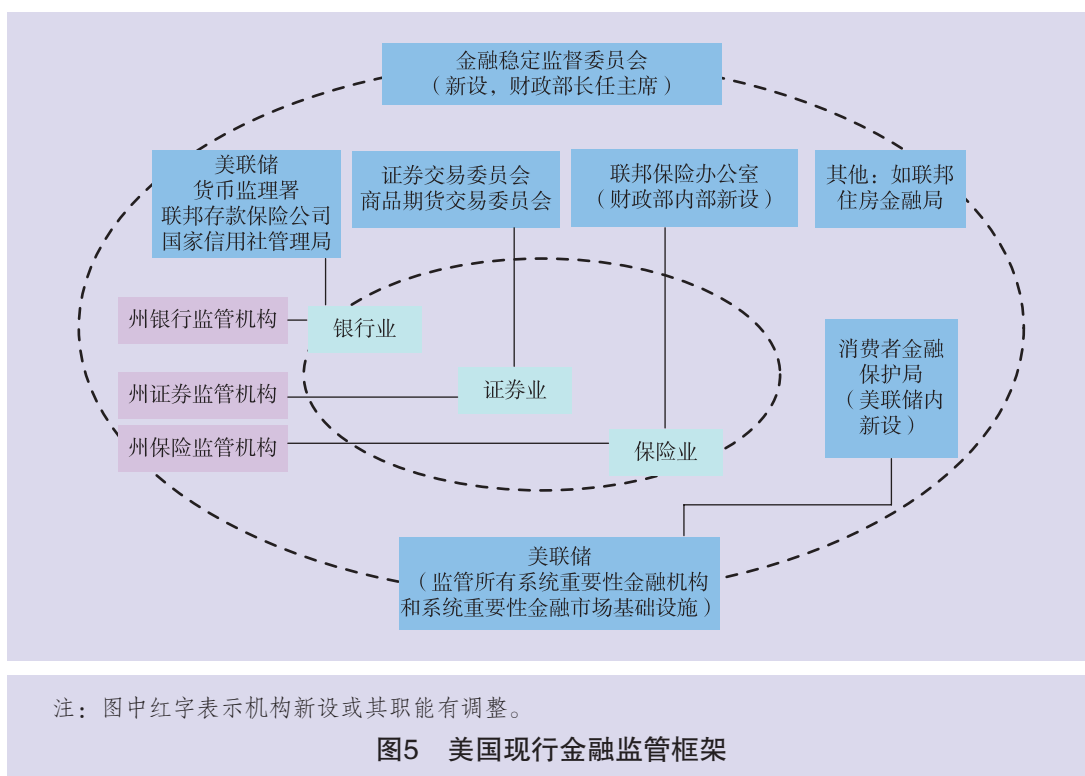 金融稳定监督委员会
（新设，财政部长任主席）
美联储
货币监理署
联邦存款保险公司
国家信用社管理局
证券交易委员会
商品期货交易委员会
联邦保险办公室
（财政部内部新设）
其他：如联邦
住房金融局
州银行监管机构
银行业
州证券监管机构
证券业
州保险监管机构
保险业
消费者金融
保护局
（美联储内
新设）
美联储
（监管所有系统重要性金融机构
和系统重要性金融市场基础设施）
注：图中红字表示机构新设或其职能有调整。
图5 美国现行金融监管框架